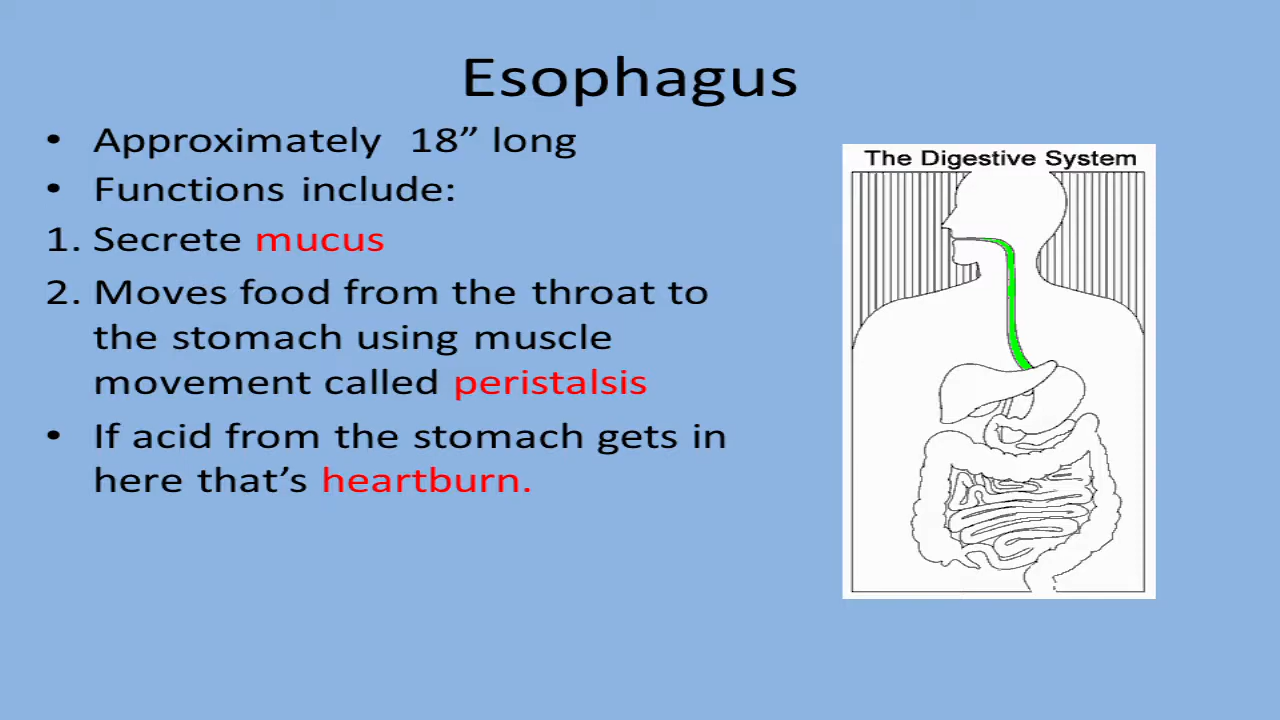 Esophagus
• Approximately 18” long
• Functions include:
1. Secrete mucus
2. Moves food from the throat to
the stomach using muscle
movement called peristalsis
• If acid from the stomach gets in
here that’s heartburn.
The Digestive System